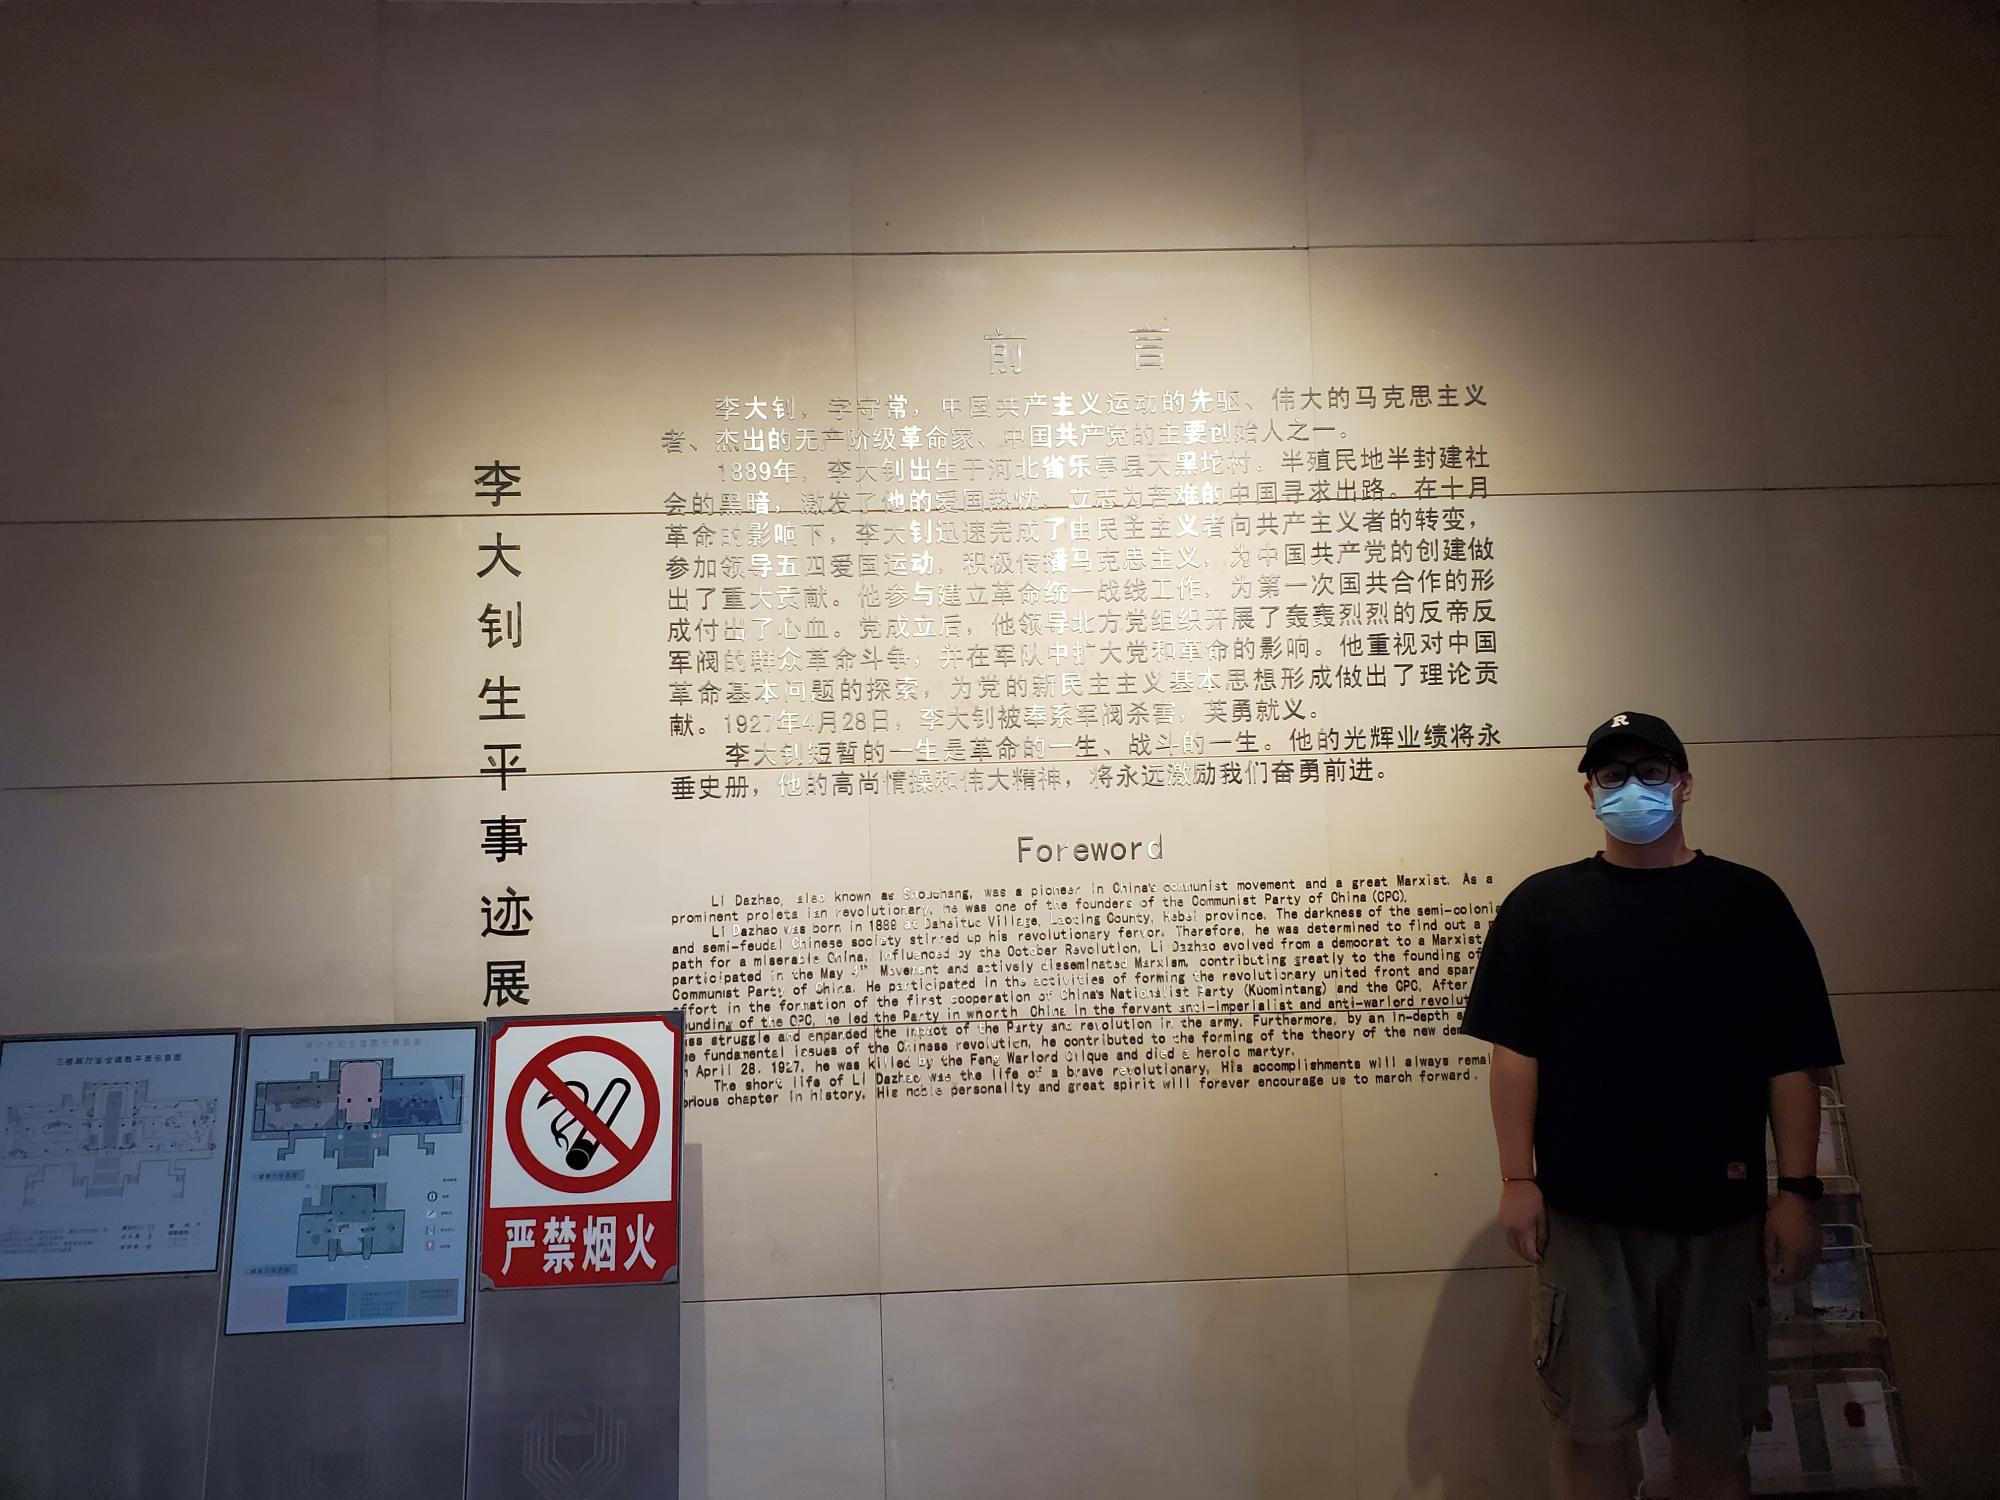 前 言
李大钊，字守常，中国共产主义运动的先驱、伟大的马克思主义
者、杰出的无产阶级革命家、中国共产党的主要创始人之一。
1889年，李大钊出生于河北省乐亭县大黑坨村。半殖民地半封建社
会的黑暗，激发了他的爱国热忱，立志为苦难的中国寻求出路。在十月
革命的影响下，李大钊迅速完成了由民主主义者向共产主义者的转变，
参加领导五四爱国运动，积极传播马克思主义，为中国共产党的创建做
出了重大贡献。他参与建立革命统一战线工作，为第一次国共合作的形
成付出了心血。党成立后，他领导北方党组织开展了轰轰烈烈的反帝反
军阀的群众革命斗争，并在军队中扩大党和革命的影响。他重视对中国
革命基本问题的探索，为党的新民主主义基本思想形成做出了理论贡
献。1927年4月28日，李大钊被奉系军阀杀害，英勇就义。
李大钊短暂的一生是革命的一生、战斗的一生。他的光辉业绩将永
垂史册，他的高尚情操和伟大精神，将永远激励我们奋勇前进。
李大钊生平事迹展
Foreword
Li Dazhao, also known as Shouchang, was a pioneer in China's communist movement and a great Marxist. As a
prominent proleta ian revolutionary, he was one of the founders of the Communist Party of China (CPC).
Li Dazhao was born in 1889 at Daheituo Village, Laoting County, Hebei province. The darkness of the semi-colonia
and semi-feudal Chinese society stirred up his revolutionary fervor. Therefore, he was determined to find out a
path for a miserable China. Influenced by the October Revolution, Li Dazhao evolved from a democrat to a Marxist
participated in the May 4th Movement and actively disseminated Marxism, contributing greatly to the founding of
Communist Party of China. He participated in the activities of forming the revolutionary united front and spar
effort in the formation of the first cooperation of China's Nationalist Party (Kuomintang) and the CPC. After
ounding of the CPC, he led the Party in wnorth China in the fervent anti-imperialist and anti-warlord revolut
ss struggle and expanded the impact of the Party and revolution in the army. Furthermore, by an in-depth s
e fundamental issues of the Chinese revolution, he contributed to the forming of the theory of the new dem
April 28, 1927, he was killed by the Feng Warlord Clique and died a heroic martyr.
The short life of Li Dazhao was the life of a brave revolutionary. His accomplishments will always remai
orious chapter in history. His noble personality and great spirit will forever encourage us to march forward.
三楼展厅安全疏散平面示意图
严禁烟火
R